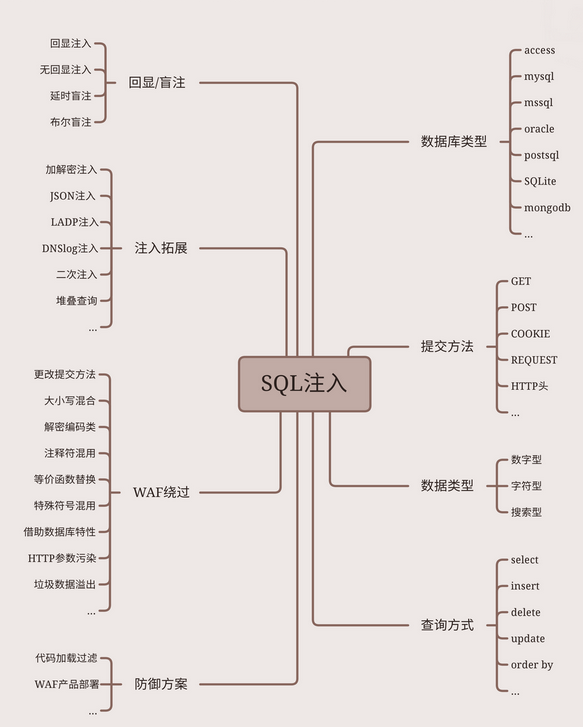 SQL注入
回显/盲注
回显注入
无回显注入
延时盲注
布尔盲注
注入拓展
加解密注入
JSON注入
LADP注入
DNSlog注入
二次注入
堆叠查询
...
WAF绕过
更改提交方法
大小写混合
解密编码类
注释符混用
等价函数替换
特殊符号混用
借助数据库特性
HTTP参数污染
垃圾数据溢出
...
防御方案
代码加载过滤
WAF产品部署
...
数据库类型
access
mysql
mssql
oracle
postsql
SQLite
mongodb
...
提交方法
GET
POST
COOKIE
REQUEST
HTTP头
...
数据类型
数字型
字符型
搜索型
查询方式
select
insert
delete
update
order by
...